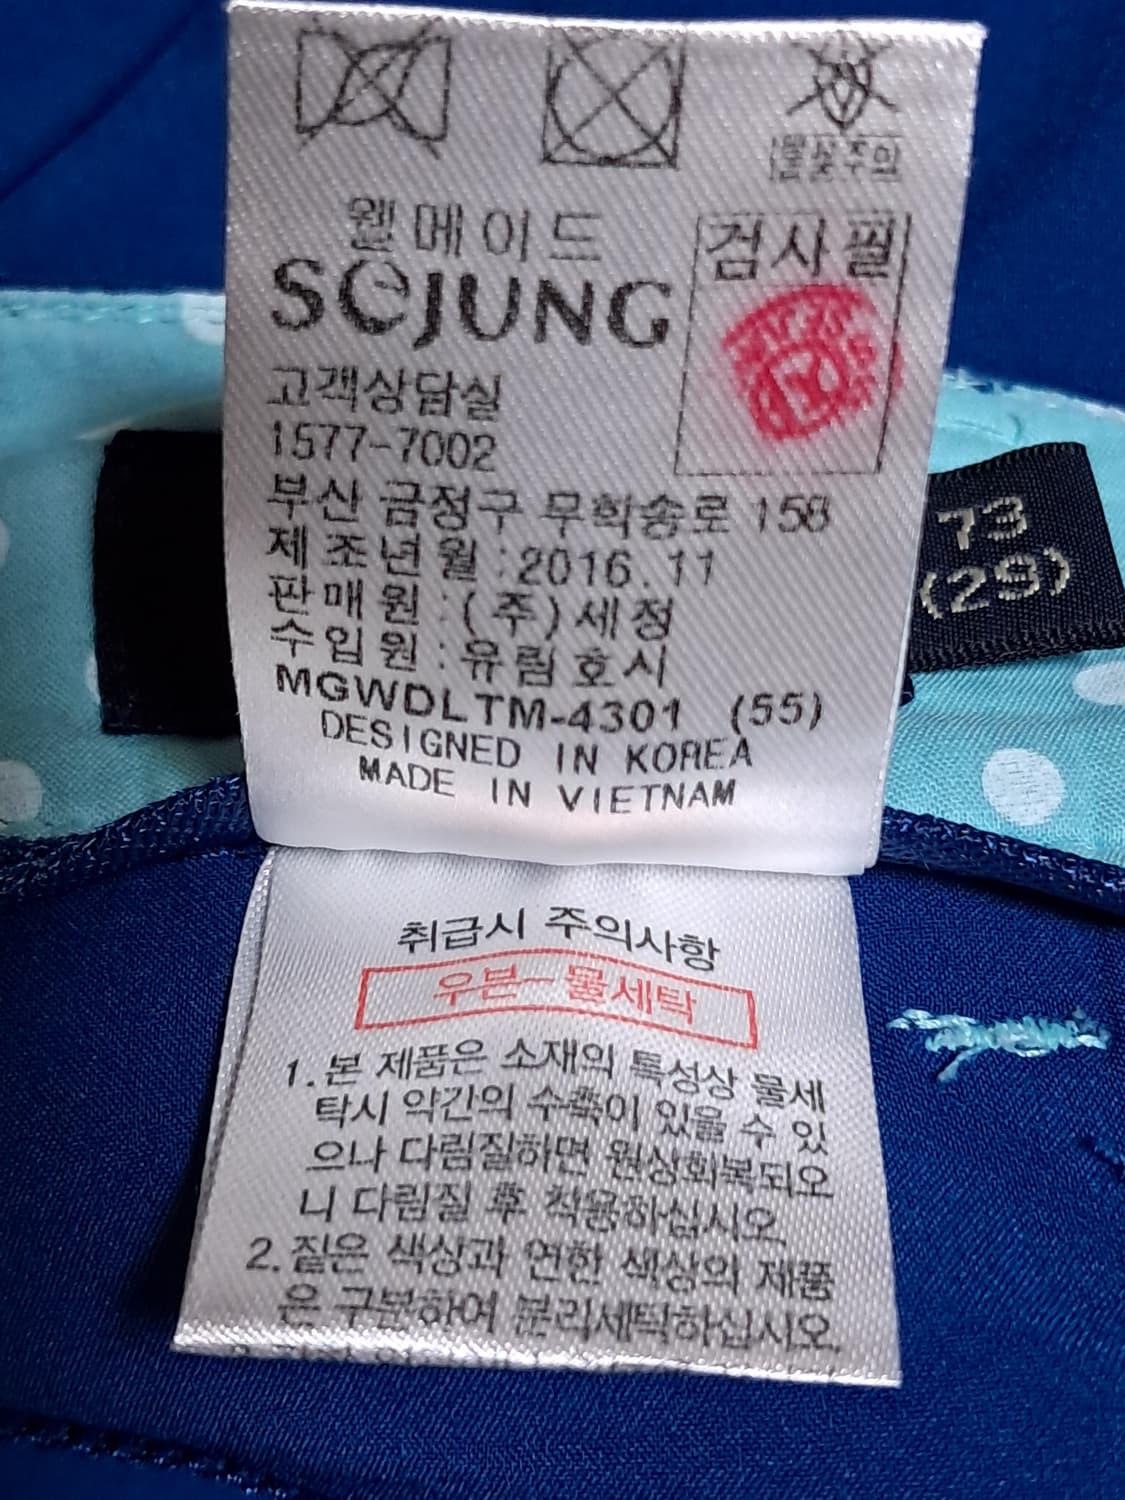 웰메이드
SEJUNG
검사필
고객상담실
1577-7002
부산 금정구 무학송로 158
제조년월:2016.11
판매원:(주)세정
수입원:유림호시
MGWDLTM-4301 (55)
DESIGNED IN KOREA
MADE IN VIETNAM
73
(29)
취급시 주의사항
우븐-물세탁
1.본 제품은 소재의 특성상 물세
탁시 약간의 수축이 있을 수 있
으나 다림질하면 원상회복되오
니 다림질 후 착용하십시오.
2.짙은 색상과 연한 색상의 제품
은 구분하여 분리세탁하십시오.